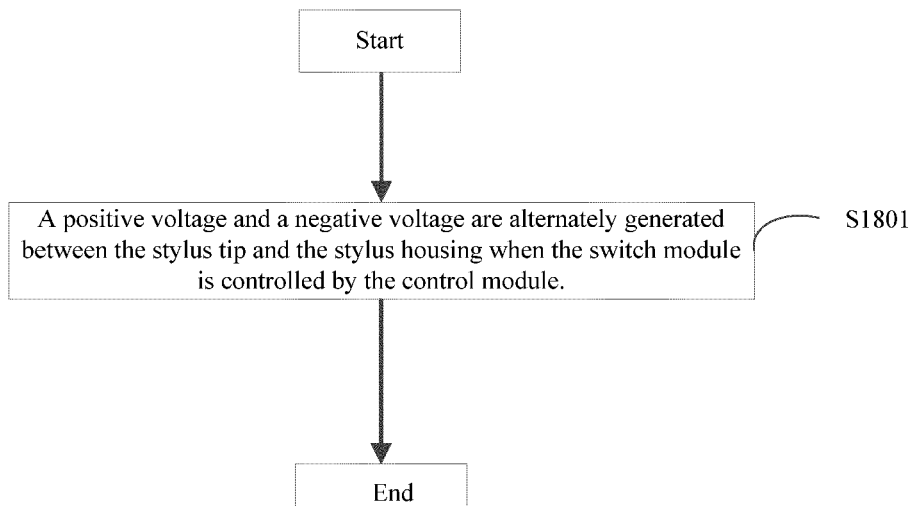 Start
A positive voltage and a negative voltage are alternately generated
between the stylus tip and the stylus housing when the switch module
is controlled by the control module.
S1801
End